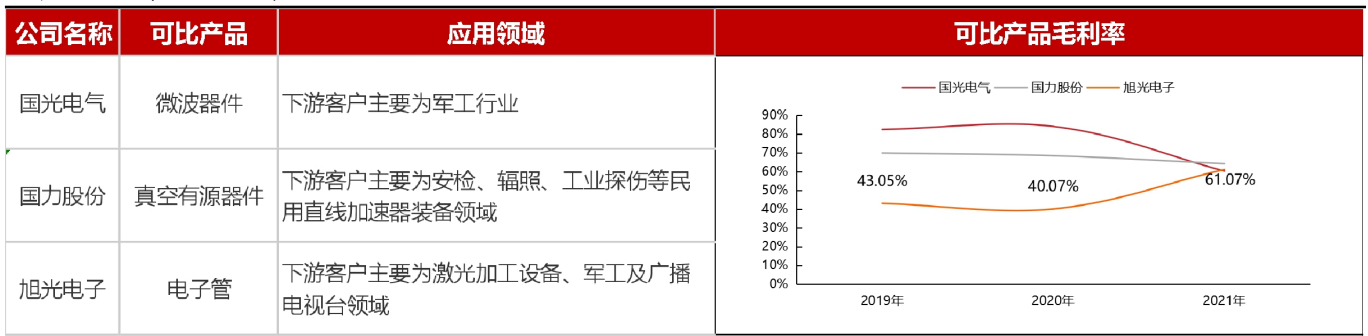 公司名称 可比产品 应用领域 可比产品毛利率
国光电气 微波器件 下游客户主要为军工行业
国力股份 真空有源器件 下游客户主要为安检、辐照、工业探伤等民
用直线加速器装备领域
旭光电子 电子管 下游客户主要为激光加工设备、军工及广播
电视台领域
国光电气 国力股份 旭光电子
90%
80%
70%
60%
50%
40%
30%
20%
10%
0%
43.05% 40.07% 61.07%
2019年 2020年 2021年